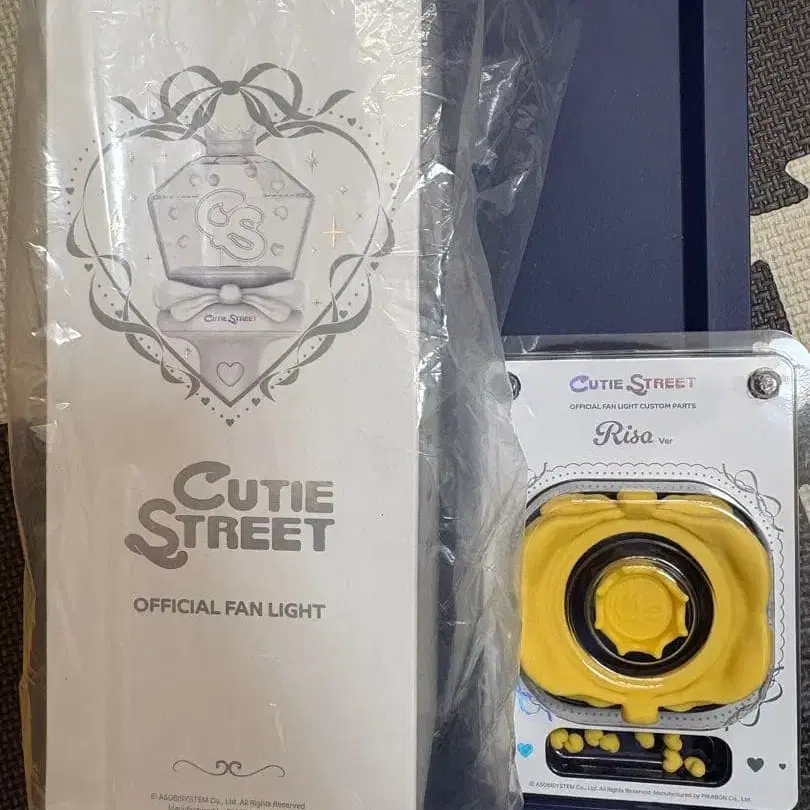 CS
CUTIE STREET
CUTIE
STREET
OFFICIAL FAN LIGHT
© ASOBISYSTEM Co., Ltd. All Rights Reserved
CUTIE STREET
OFFICIAL FAN LIGHT CUSTOM PARTS
Risa Ver
© ASOBISYSTEM Co., Ltd. All Rights Reserved. Manufactured by PIKABON Co., Ltd.